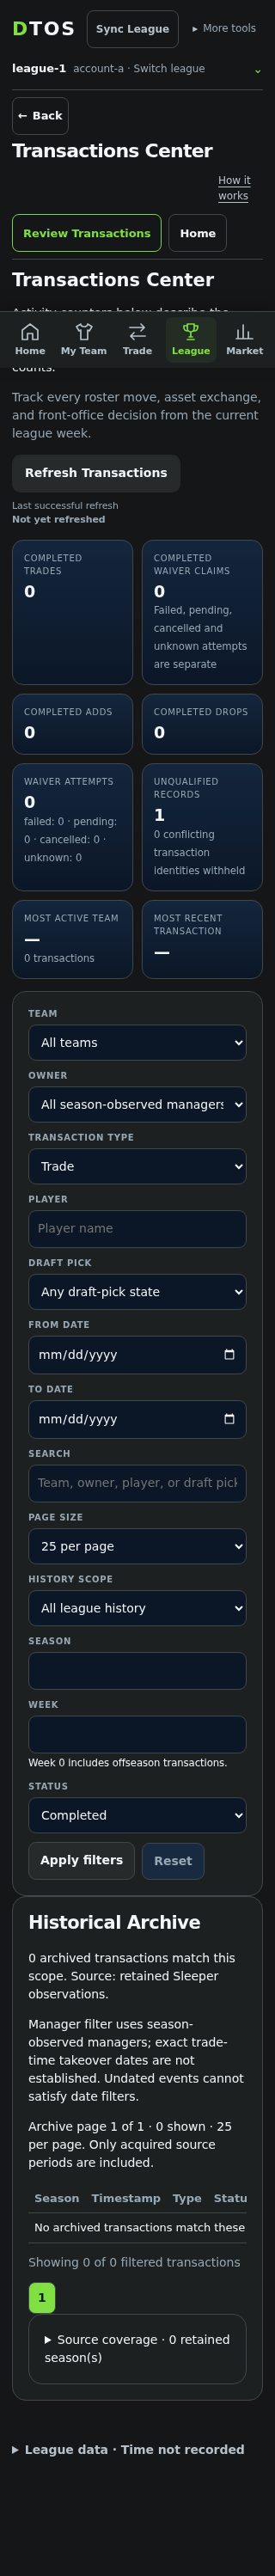 DTOS
Sync League
▸ More tools
league-1 account-a · Switch league
← Back
Transactions Center
How it
works
Review Transactions
Home
Transactions Center
Home
My Team
Trade
League
Market
counts.
Track every roster move, asset exchange,
and front-office decision from the current
league week.
Refresh Transactions
Last successful refresh
Not yet refreshed
COMPLETED
TRADES
0
COMPLETED
WAIVER CLAIMS
0
Failed, pending,
cancelled and
unknown attempts
are separate
COMPLETED ADDS
0
COMPLETED DROPS
0
WAIVER ATTEMPTS
0
failed: 0 · pending:
0 · cancelled: 0 ·
unknown: 0
UNQUALIFIED
RECORDS
1
0 conflicting
transaction
identities withheld
MOST ACTIVE TEAM
—
0 transactions
MOST RECENT
TRANSACTION
—
TEAM
All teams
OWNER
All season-observed managers
TRANSACTION TYPE
Trade
PLAYER
Player name
DRAFT PICK
Any draft-pick state
FROM DATE
mm/dd/yyyy
TO DATE
mm/dd/yyyy
SEARCH
Team, owner, player, or draft pick
PAGE SIZE
25 per page
HISTORY SCOPE
All league history
SEASON
WEEK
Week 0 includes offseason transactions.
STATUS
Completed
Apply filters
Reset
Historical Archive
0 archived transactions match this
scope. Source: retained Sleeper
observations.
Manager filter uses season-
observed managers; exact trade-
time takeover dates are not
established. Undated events cannot
satisfy date filters.
Archive page 1 of 1 · 0 shown · 25
per page. Only acquired source
periods are included.
Season Timestamp Type Statu
No archived transactions match these
Showing 0 of 0 filtered transactions
1
▶ Source coverage · 0 retained
season(s)
▶ League data · Time not recorded